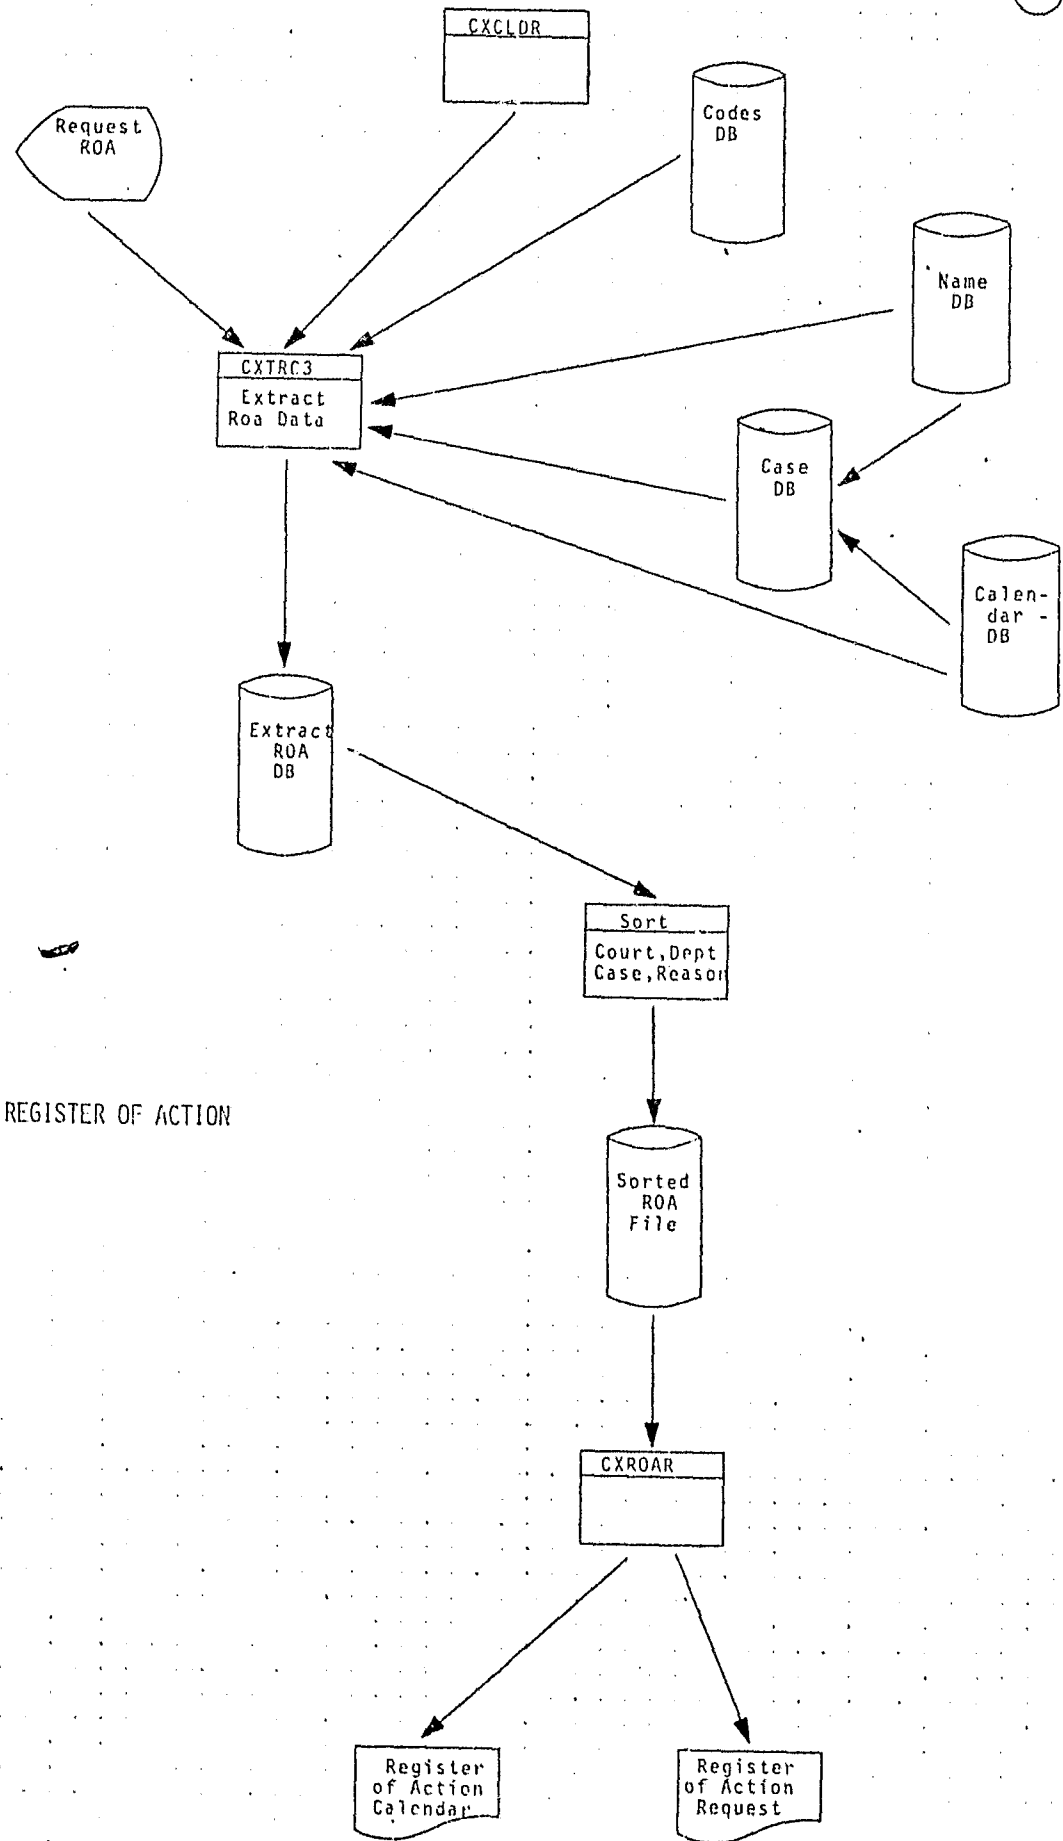 CXCLDR
Codes
DB
Request
ROA
Name
DB
CXTRC3
Extract
Roa Data
Case
DB
Calen-
dar -
DB
Extract
ROA
DB
Sort
Court,Dept
Case,Reason
REGISTER OF ACTION
Sorted
ROA
File
CXROAR
Register
of Action
Calendar
Register
of Action
Request